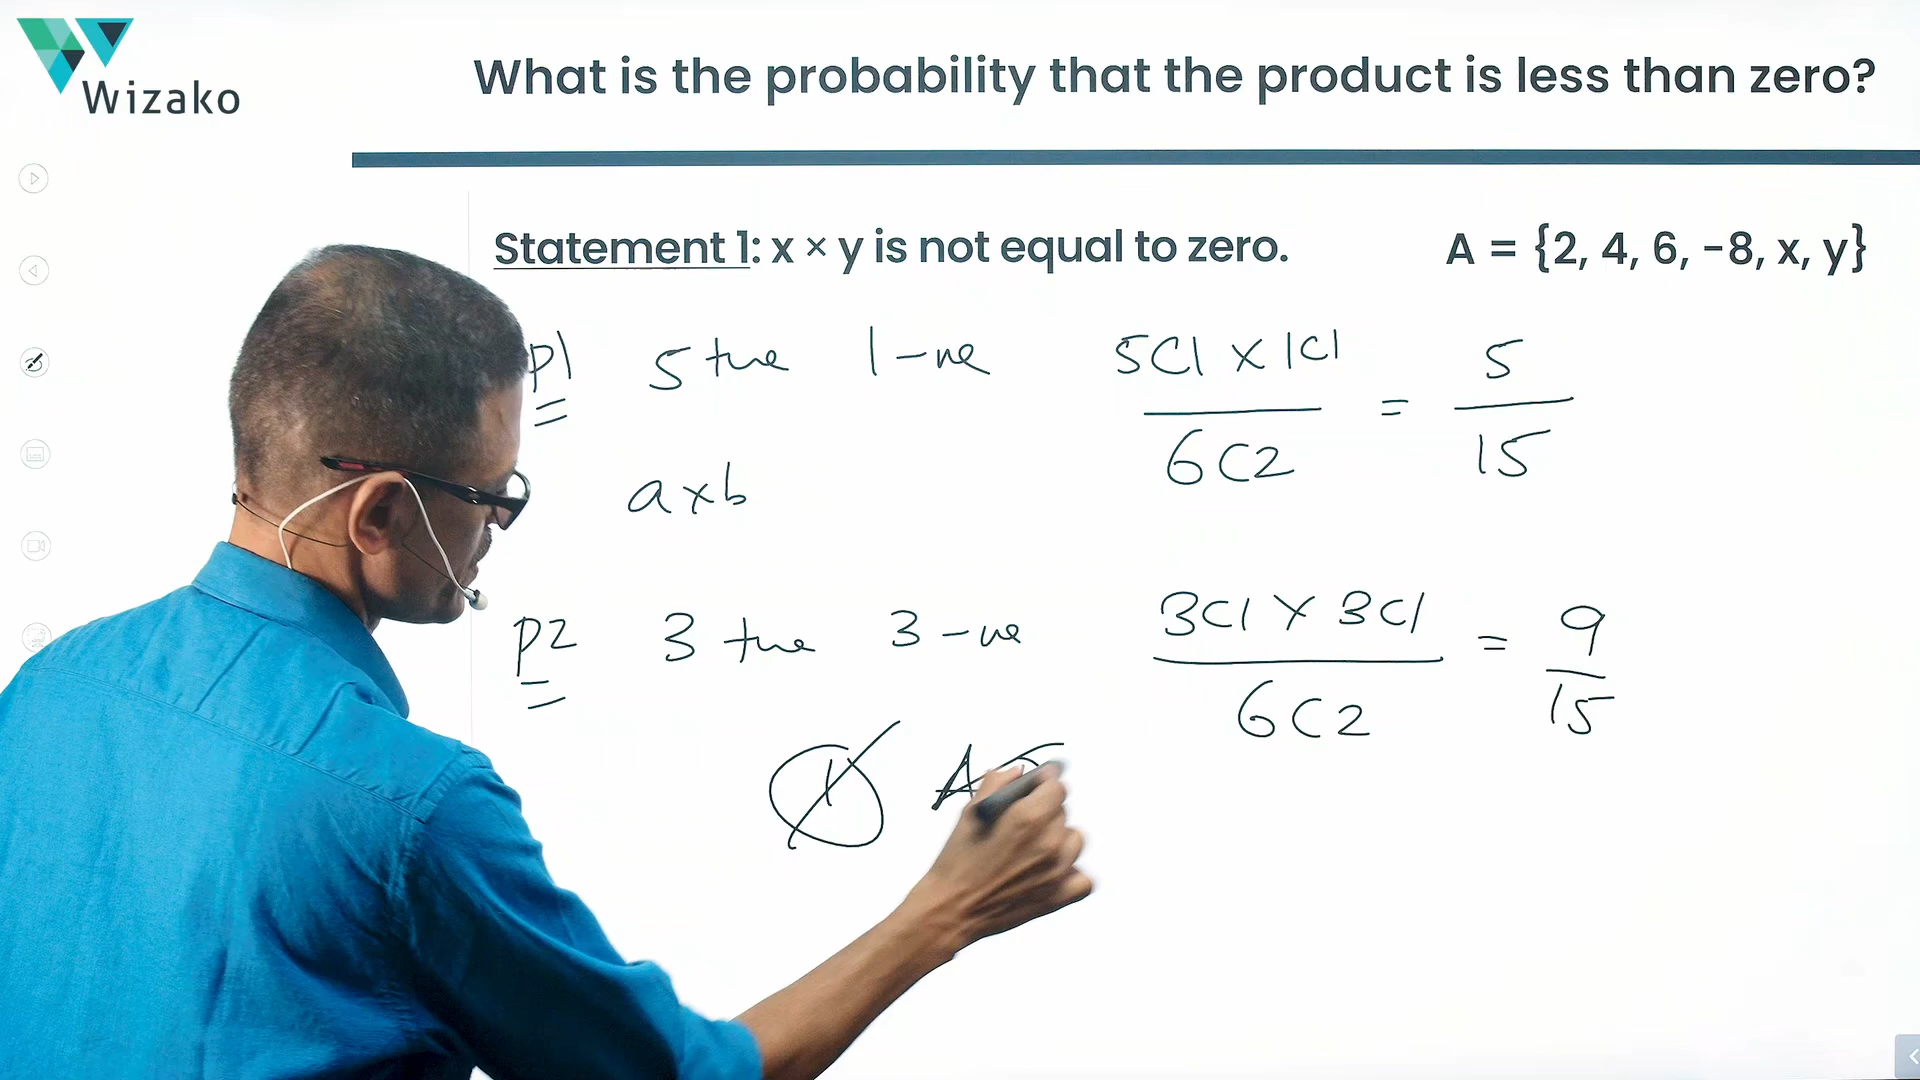 Wizako
What is the probability that the product is less than zero?
Statement 1: x × y is not equal to zero.
A = {2, 4, 6, -8, x, y}
P1 5 +ve 1 -ve 5C1 x 1C1 / 6C2 = 5 / 15
a x b
P2 3 +ve 3 -ve 3C1 x 3C1 / 6C2 = 9 / 15
1 A